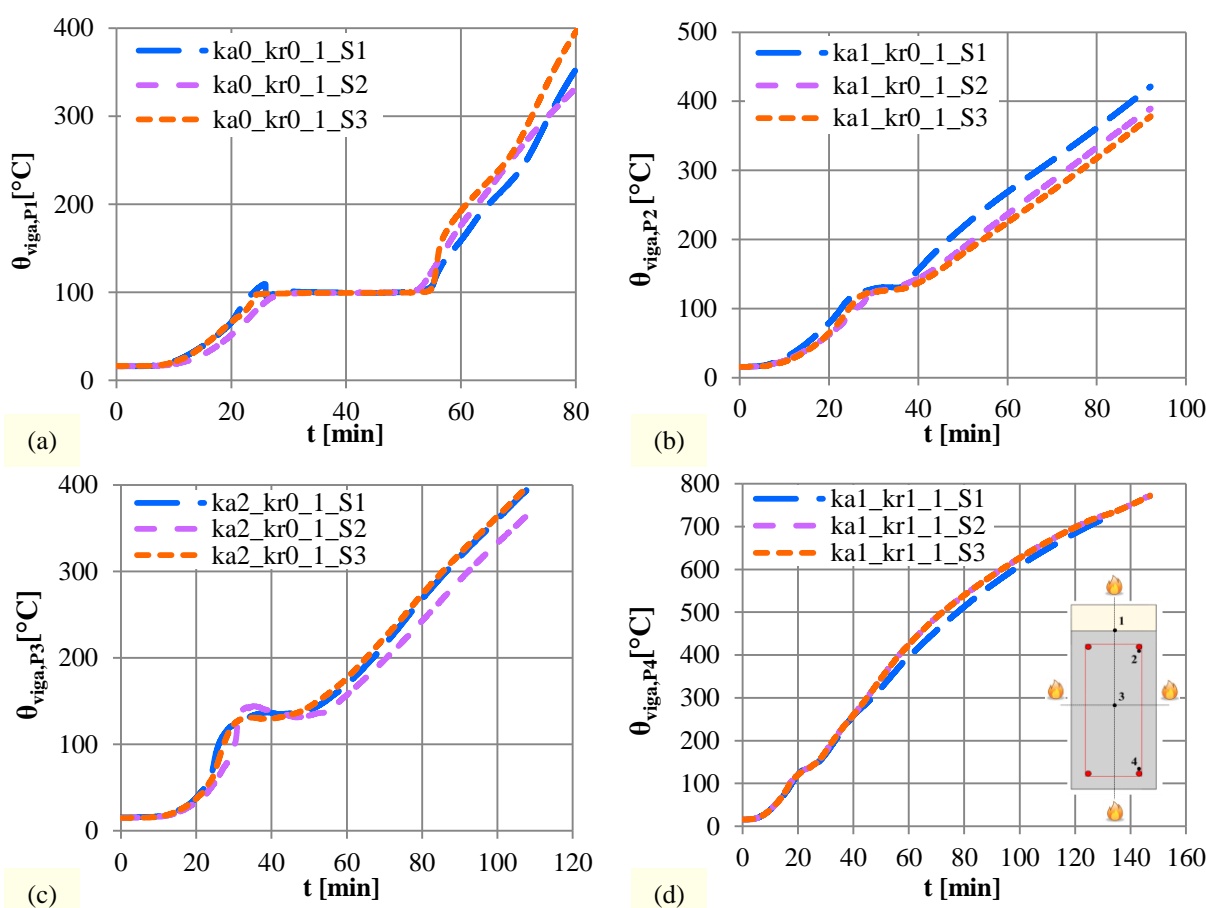 400
300
200
100
0
θviga,P1[°C]
ka0_kr0_1_S1
ka0_kr0_1_S2
ka0_kr0_1_S3
0 20 40 60 80
t [min]
(a)
500
400
300
200
100
0
θviga,P2[°C]
ka1_kr0_1_S1
ka1_kr0_1_S2
ka1_kr0_1_S3
0 20 40 60 80 100
t [min]
(b)
400
300
200
100
0
θviga,P3[°C]
ka2_kr0_1_S1
ka2_kr0_1_S2
ka2_kr0_1_S3
0 20 40 60 80 100 120
t [min]
(c)
800
700
600
500
400
300
200
100
0
θviga,P4[°C]
ka1_kr1_1_S1
ka1_kr1_1_S2
ka1_kr1_1_S3
1
2
3
4
0 20 40 60 80 100 120 140 160
t [min]
(d)